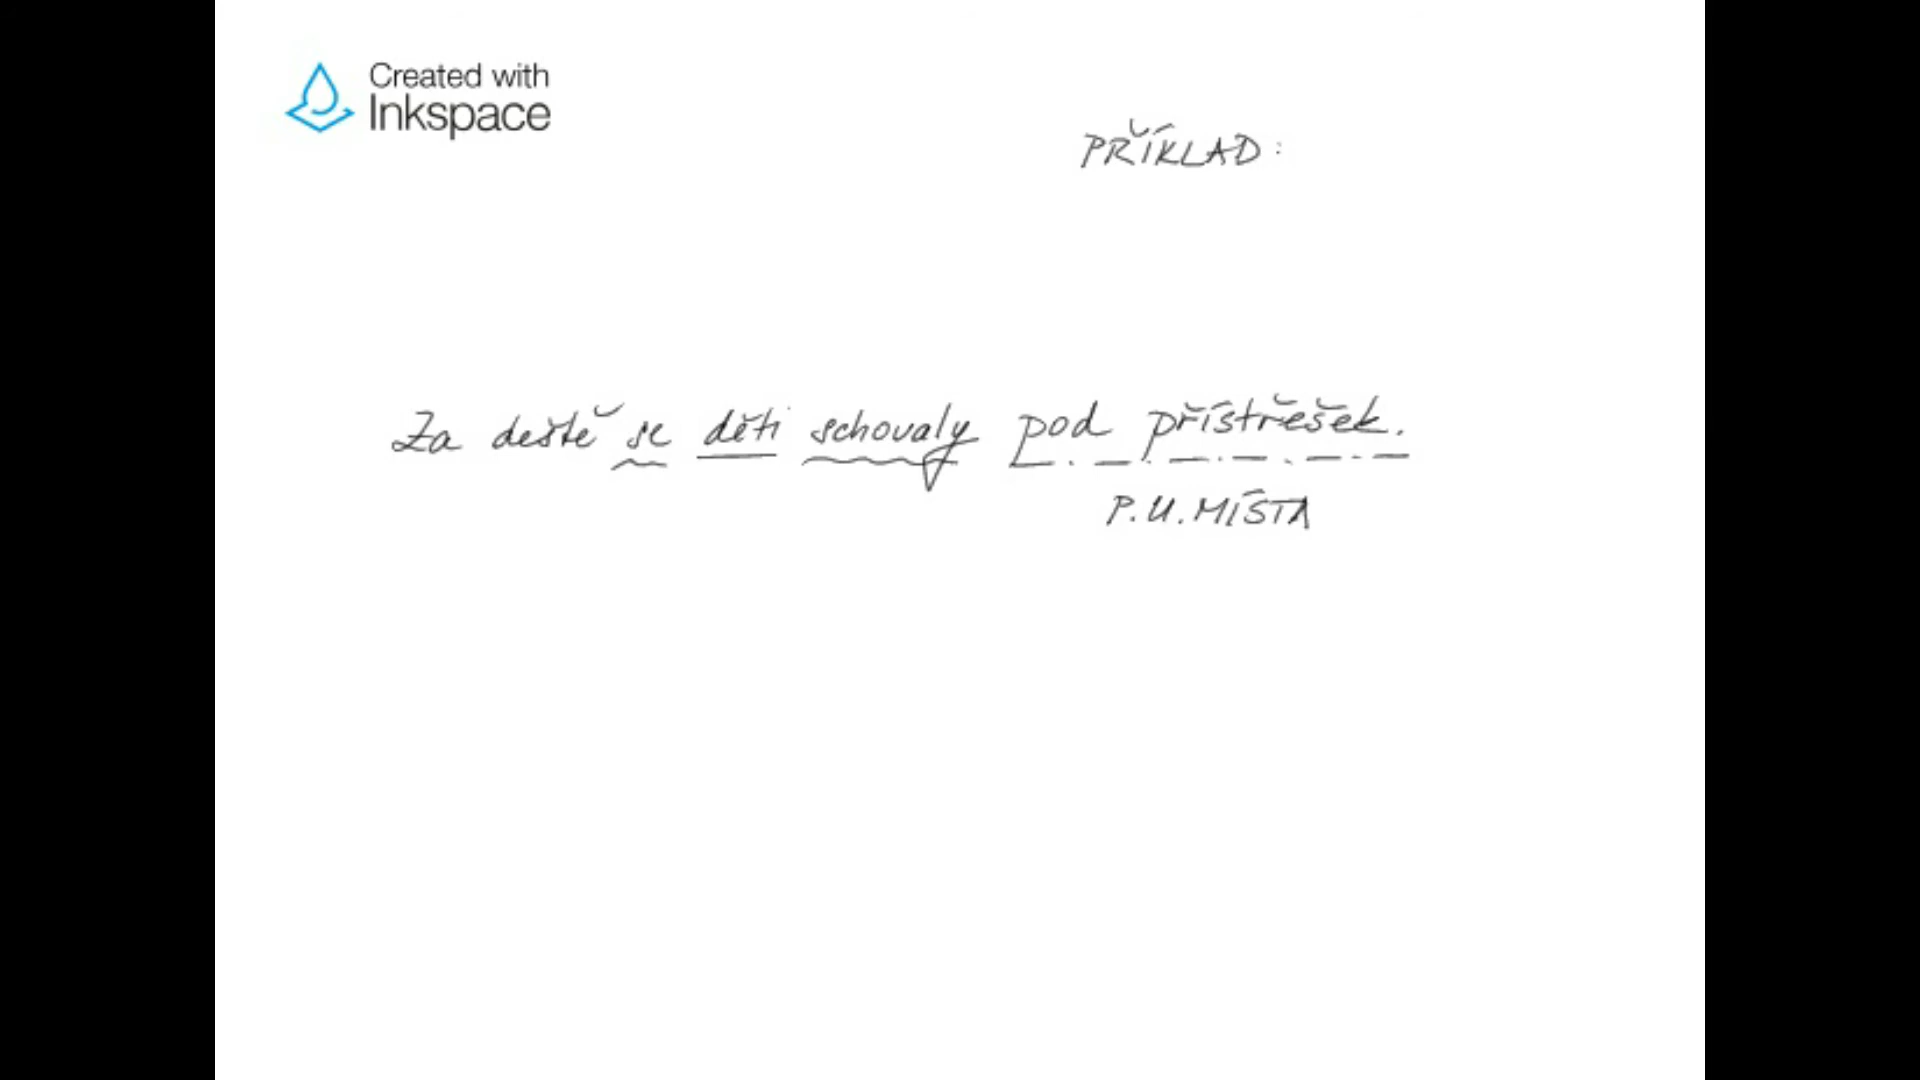 Created with
Inkspace
PŘÍKLAD:
Za deště se děti schovaly pod přístřešek.
P.U.MÍSTA